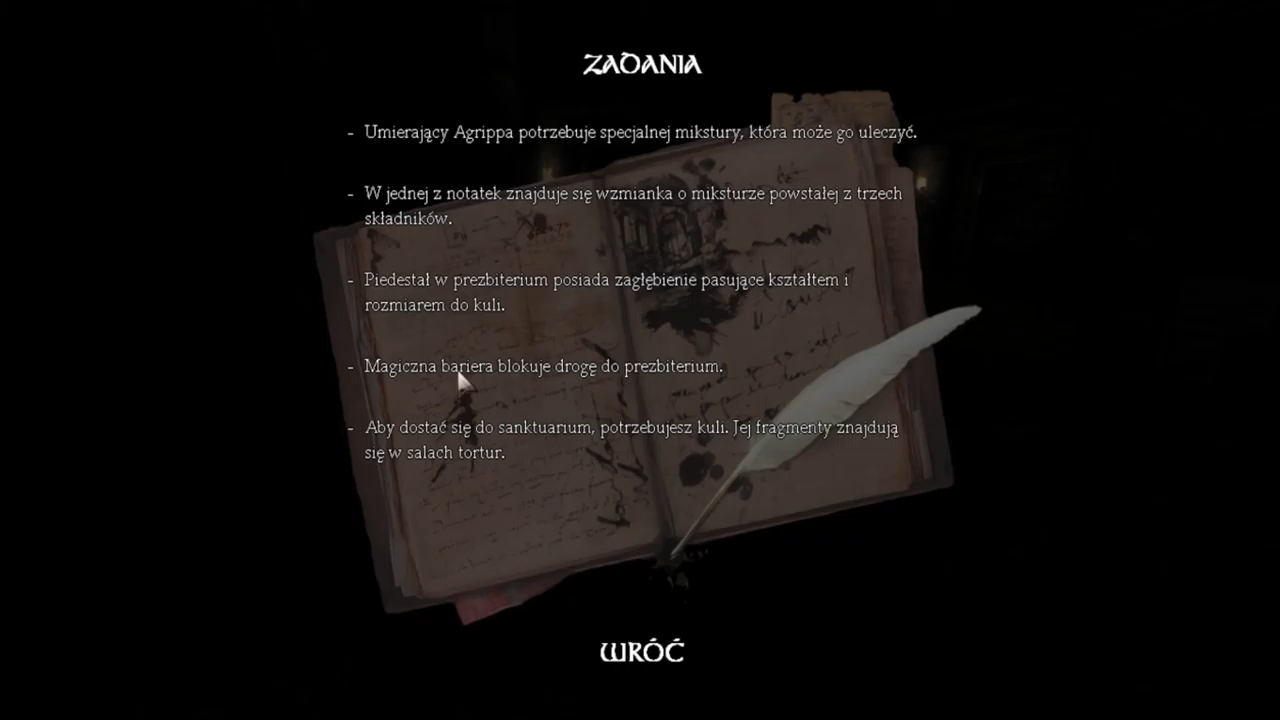 ZADANIA
- Umierający Agrippa potrzebuje specjalnej mikstury, która może go uleczyć.
- W jednej z notatek znajduje się wzmianka o miksturze powstałej z trzech
składników.
- Piedestał w prezbiterium posiada zagłębienie pasujące kształtem i
rozmiarem do kuli.
- Magiczna bariera blokuje drogę do prezbiterium.
- Aby dostać się do sanktuarium, potrzebujesz kuli. Jej fragmenty znajdują
się w salach tortur.
WRÓĆ